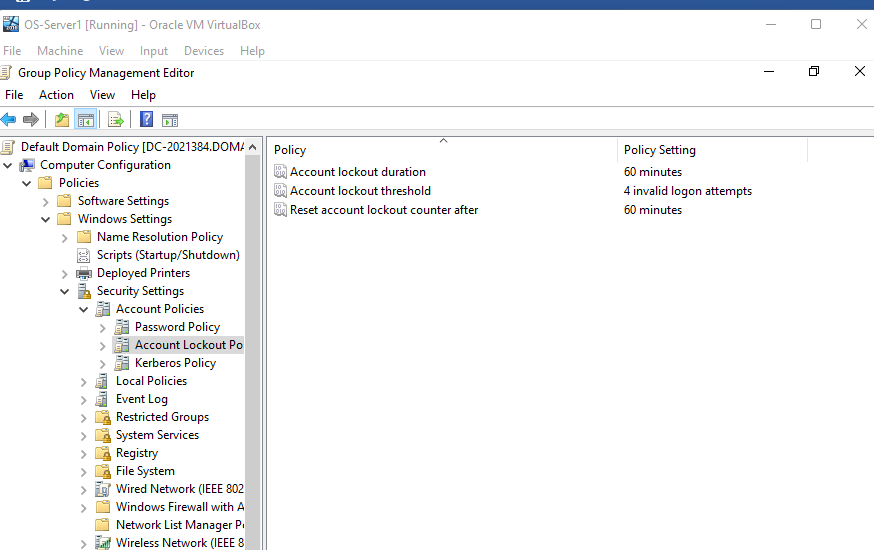 OS-Server1 [Running] - Oracle VM VirtualBox
File Machine View Input Devices Help
Group Policy Management Editor
File Action View Help
Default Domain Policy [DC-2021384.DOMA
Computer Configuration
Policies
Software Settings
Windows Settings
Name Resolution Policy
Scripts (Startup/Shutdown)
Deployed Printers
Security Settings
Account Policies
Password Policy
Account Lockout Po
Kerberos Policy
Local Policies
Event Log
Restricted Groups
System Services
Registry
File System
Wired Network (IEEE 802
Windows Firewall with A
Network List Manager P
Wireless Network (IEEE 8
Policy Policy Setting
Account lockout duration 60 minutes
Account lockout threshold 4 invalid logon attempts
Reset account lockout counter after 60 minutes